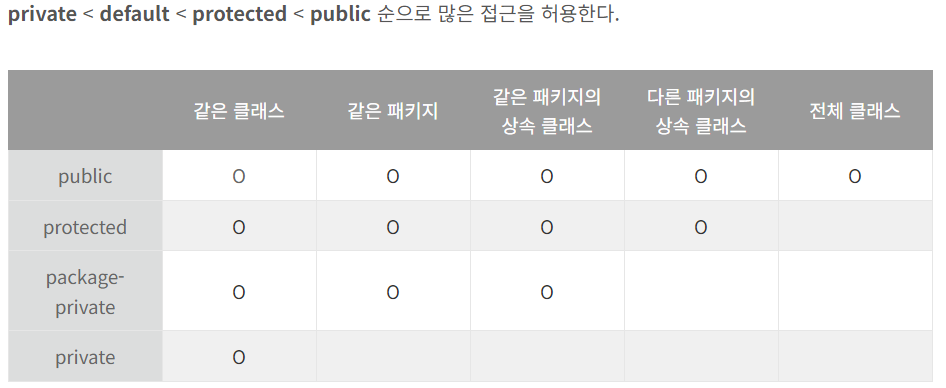 private < default < protected < public 순으로 많은 접근을 허용한다.
같은 클래스 같은 패키지 같은 패키지의 상속 클래스 다른 패키지의 상속 클래스 전체 클래스
public O O O O O
protected O O O O
package-private O O O
private O